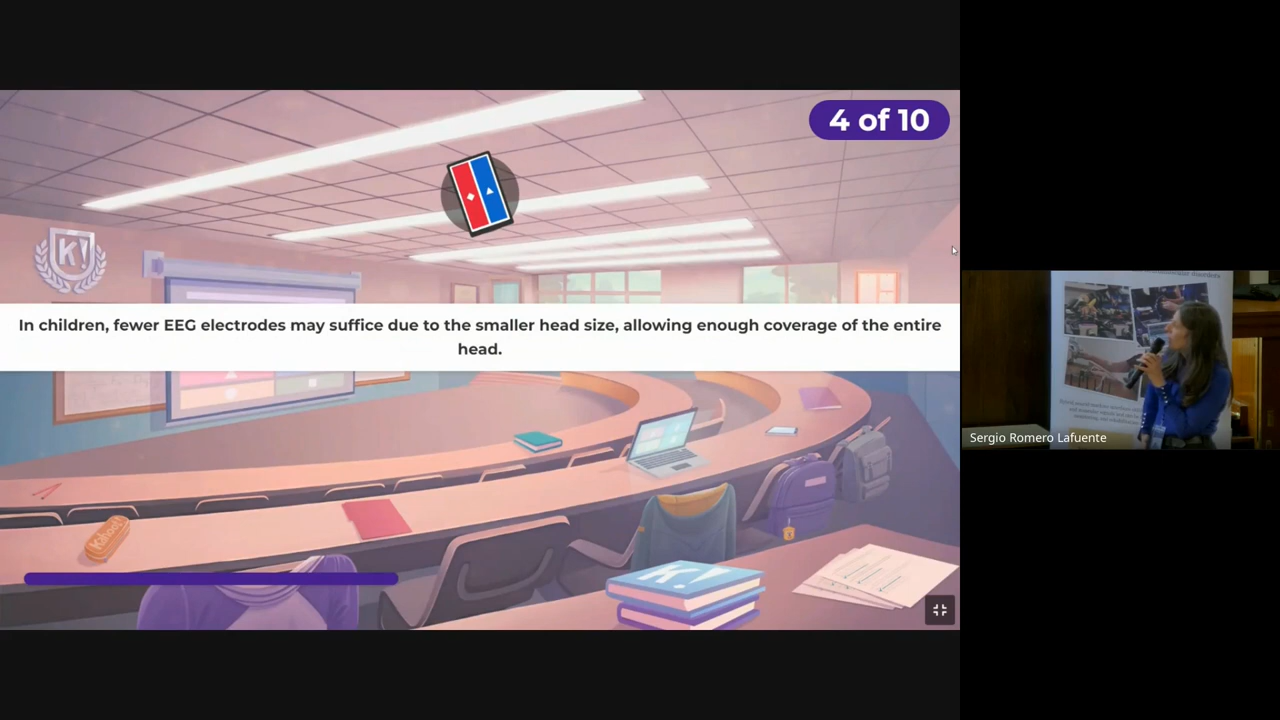 4 of 10
K!
In children, fewer EEG electrodes may suffice due to the smaller head size, allowing enough coverage of the entire
head.
Kahoot!
K!
Sergio Romero Lafuente